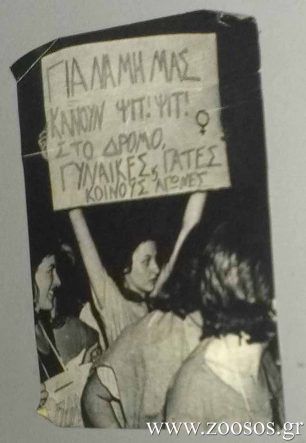 ΓΙΑ ΝΑ ΜΗ ΜΑΣ
ΚΑΝΟΥΝ ΨΙΤ! ΨΙΤ!
ΣΤΟ ΔΡΟΜΟ,
ΓΥΝΑΙΚΕΣ, ΓΑΤΕΣ
ΚΟΙΝΟΥΣ ΑΓΩΝΕΣ
www.zoosos.gr